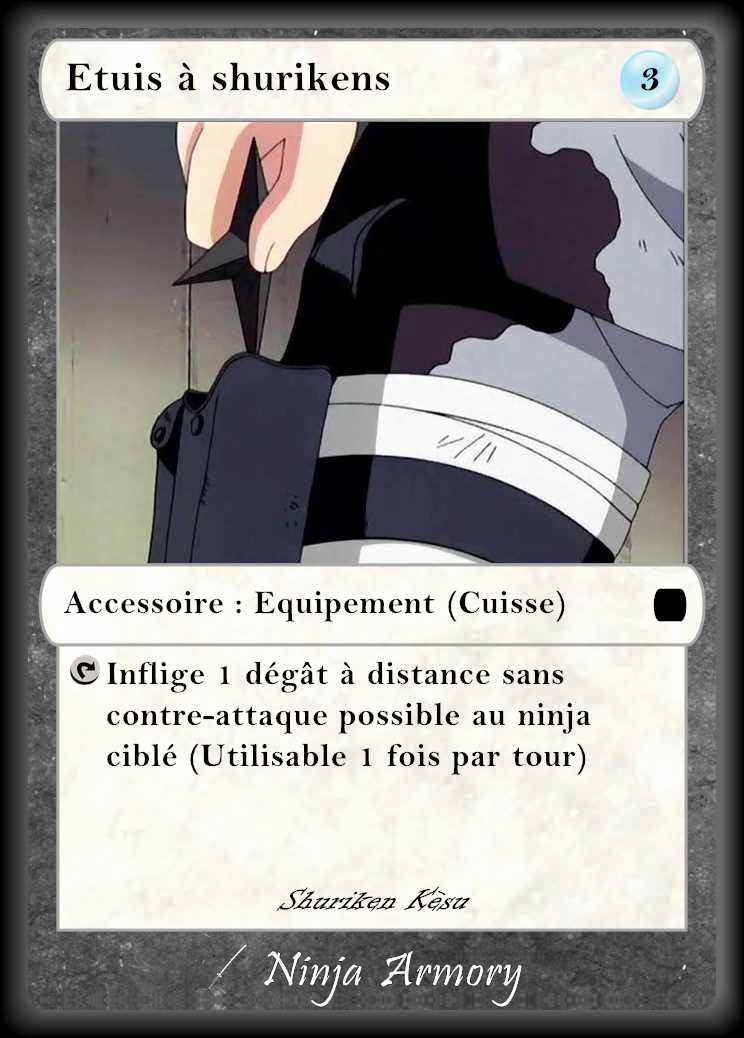 Etuis à shurikens
3
Accessoire : Equipement (Cuisse)
Inflige 1 dégât à distance sans
contre-attaque possible au ninja
ciblé (Utilisable 1 fois par tour)
Shuriken Kèsu
Ninja Armory